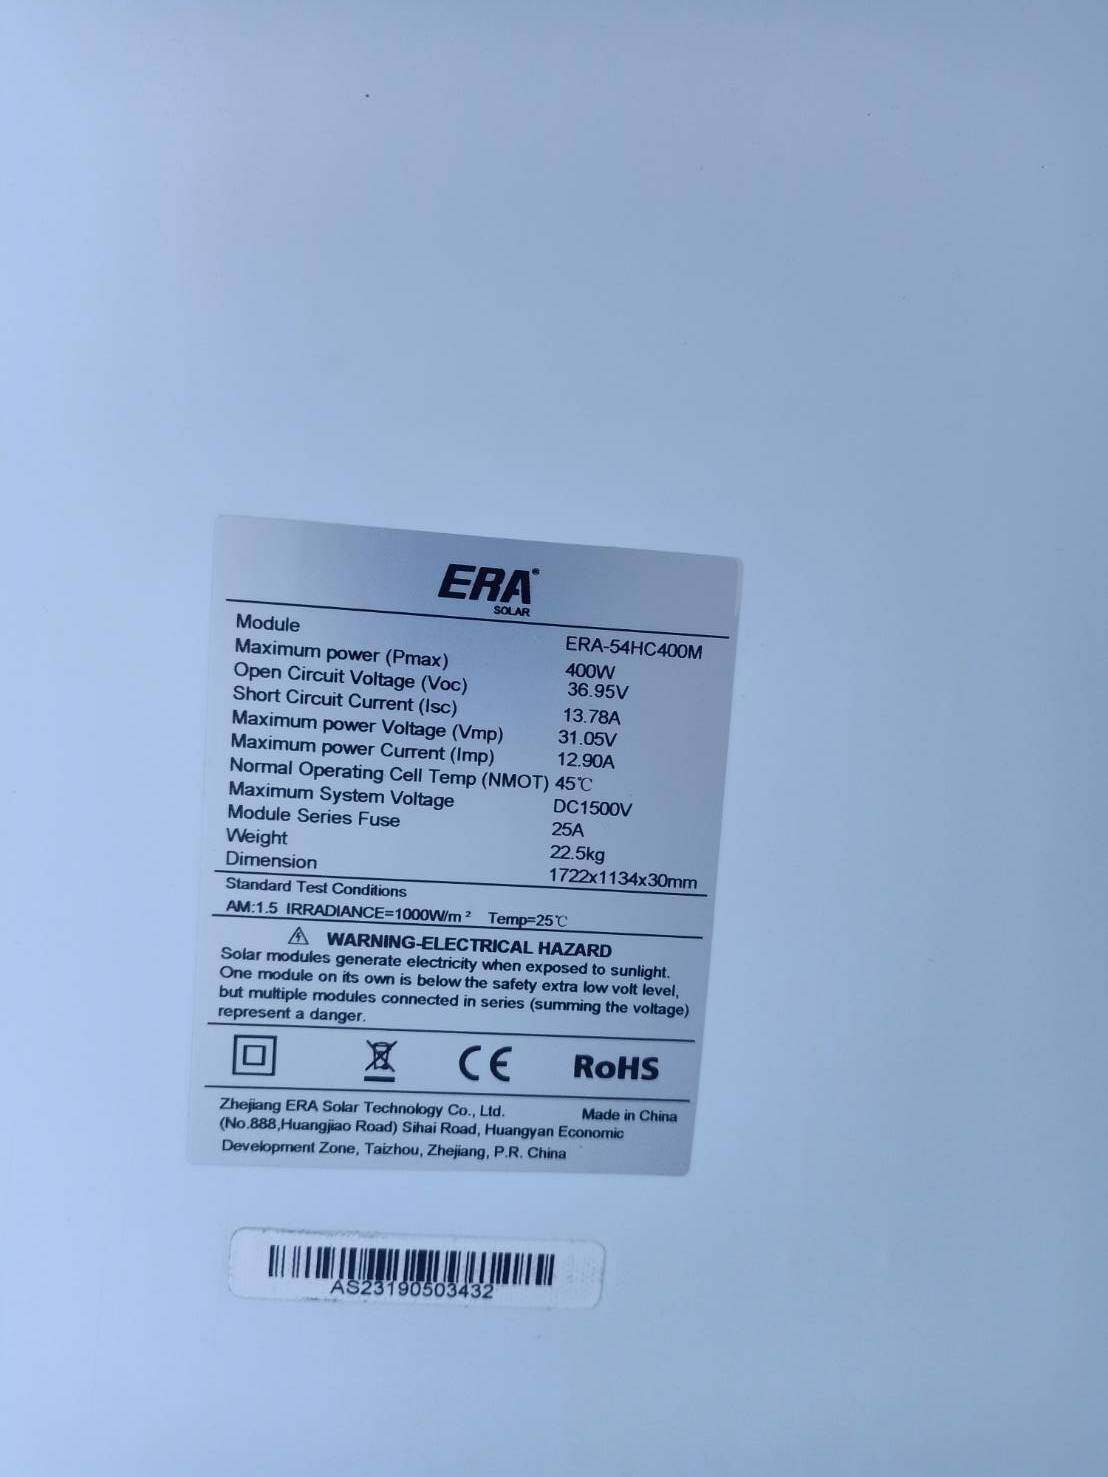 ERA®
SOLAR
Module ERA-54HC400M
Maximum power (Pmax) 400W
Open Circuit Voltage (Voc) 36.95V
Short Circuit Current (Isc) 13.78A
Maximum power Voltage (Vmp) 31.05V
Maximum power Current (Imp) 12.90A
Normal Operating Cell Temp (NMOT) 45℃
Maximum System Voltage DC1500V
Module Series Fuse 25A
Weight 22.5kg
Dimension 1722x1134x30mm
Standard Test Conditions
AM:1.5 IRRADIANCE=1000W/m² Temp=25℃
WARNING-ELECTRICAL HAZARD
Solar modules generate electricity when exposed to sunlight.
One module on its own is below the safety extra low volt level,
but multiple modules connected in series (summing the voltage)
represent a danger.
CE RoHS
Zhejiang ERA Solar Technology Co., Ltd. Made in China
(No.888,Huangjiao Road) Sihai Road, Huangyan Economic
Development Zone, Taizhou, Zhejiang, P.R. China
AS23190503432